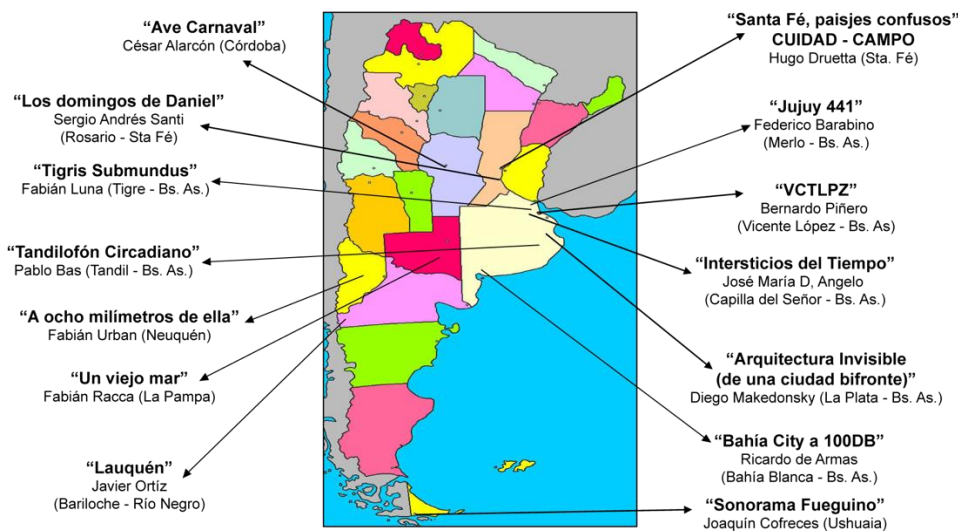 “Ave Carnaval”
César Alarcón (Córdoba)
“Los domingos de Daniel”
Sergio Andrés Santi
(Rosario - Sta Fé)
“Tigris Submundus”
Fabián Luna (Tigre - Bs. As.)
“Tandilofón Circadiano”
Pablo Bas (Tandil - Bs. As.)
“A ocho milímetros de ella”
Fabián Urban (Neuquén)
“Un viejo mar”
Fabián Racca (La Pampa)
“Lauquén”
Javier Ortíz
(Bariloche - Río Negro)
“Santa Fé, paisjes confusos”
CUIDAD - CAMPO
Hugo Druetta (Sta. Fé)
“Jujuy 441”
Federico Barabino
(Merlo - Bs. As.)
“VCTLPZ”
Bernardo Piñero
(Vicente López - Bs. As)
“Intersticios del Tiempo”
José María D, Angelo
(Capilla del Señor - Bs. As.)
“Arquitectura Invisible
(de una ciudad bifronte)”
Diego Makedonsky (La Plata - Bs. As.)
“Bahía City a 100DB”
Ricardo de Armas
(Bahía Blanca - Bs. As.)
“Sonorama Fueguino”
Joaquín Cofreces (Ushuaia)